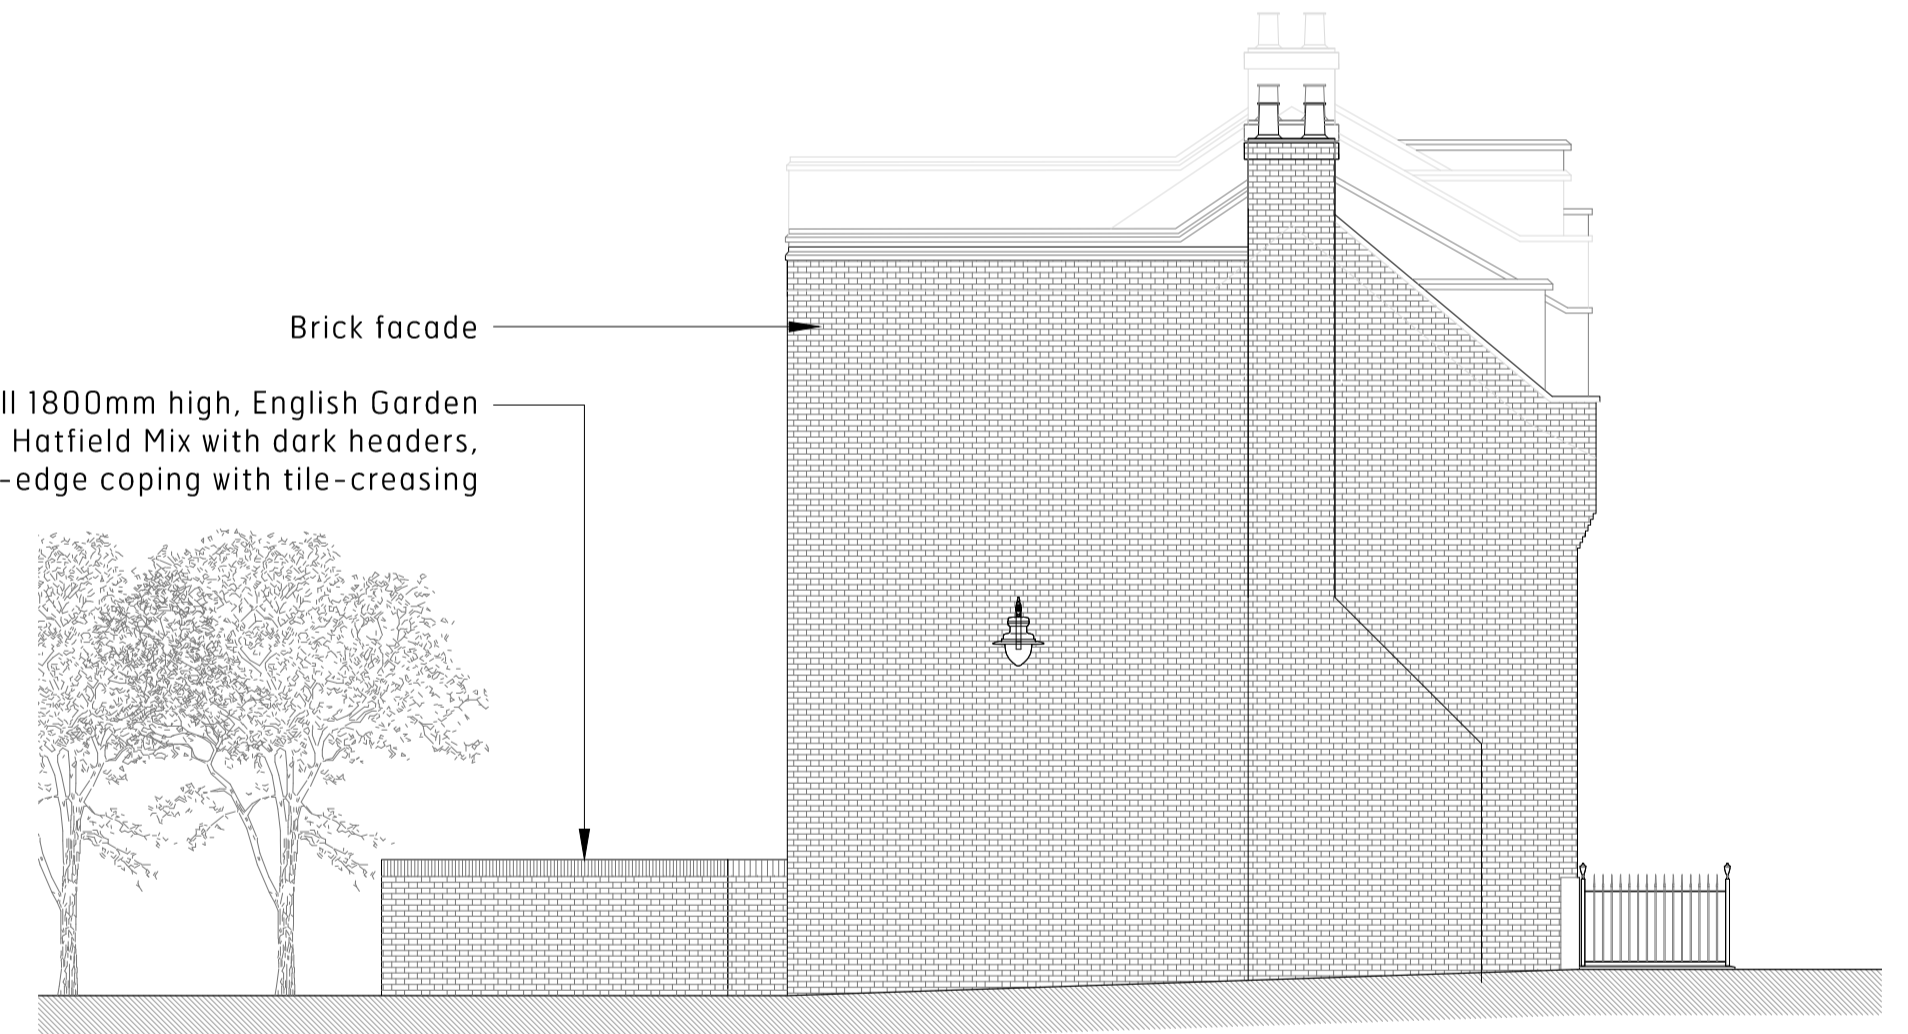 Brick facade
ll 1800mm high, English Garden
Hatfield Mix with dark headers,
-edge coping with tile-creasing